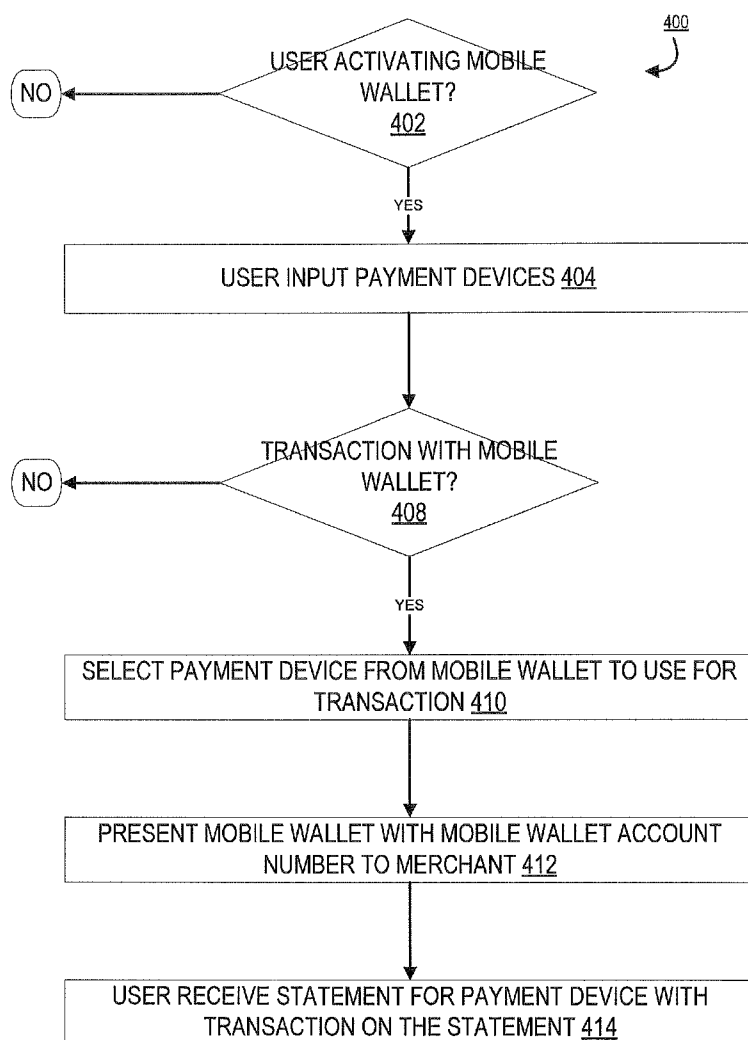 400
USER ACTIVATING MOBILE
WALLET?
402
NO
YES
USER INPUT PAYMENT DEVICES 404
TRANSACTION WITH MOBILE
WALLET?
408
NO
YES
SELECT PAYMENT DEVICE FROM MOBILE WALLET TO USE FOR
TRANSACTION 410
PRESENT MOBILE WALLET WITH MOBILE WALLET ACCOUNT
NUMBER TO MERCHANT 412
USER RECEIVE STATEMENT FOR PAYMENT DEVICE WITH
TRANSACTION ON THE STATEMENT 414